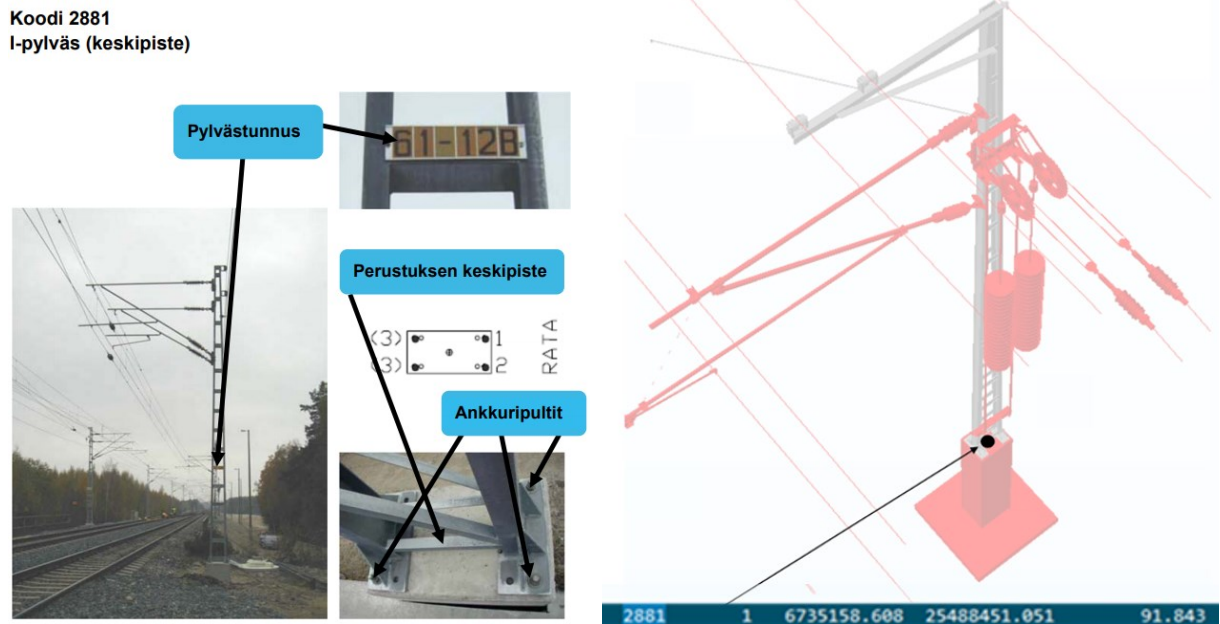 Koodi 2881
I-pylväs (keskipiste)
Pylvästunnus
61-12B
Perustuksen keskipiste
(3) 1
(3) 2
RATA
Ankkuripultit
2881 1 6735158.608 25488451.051 91.843